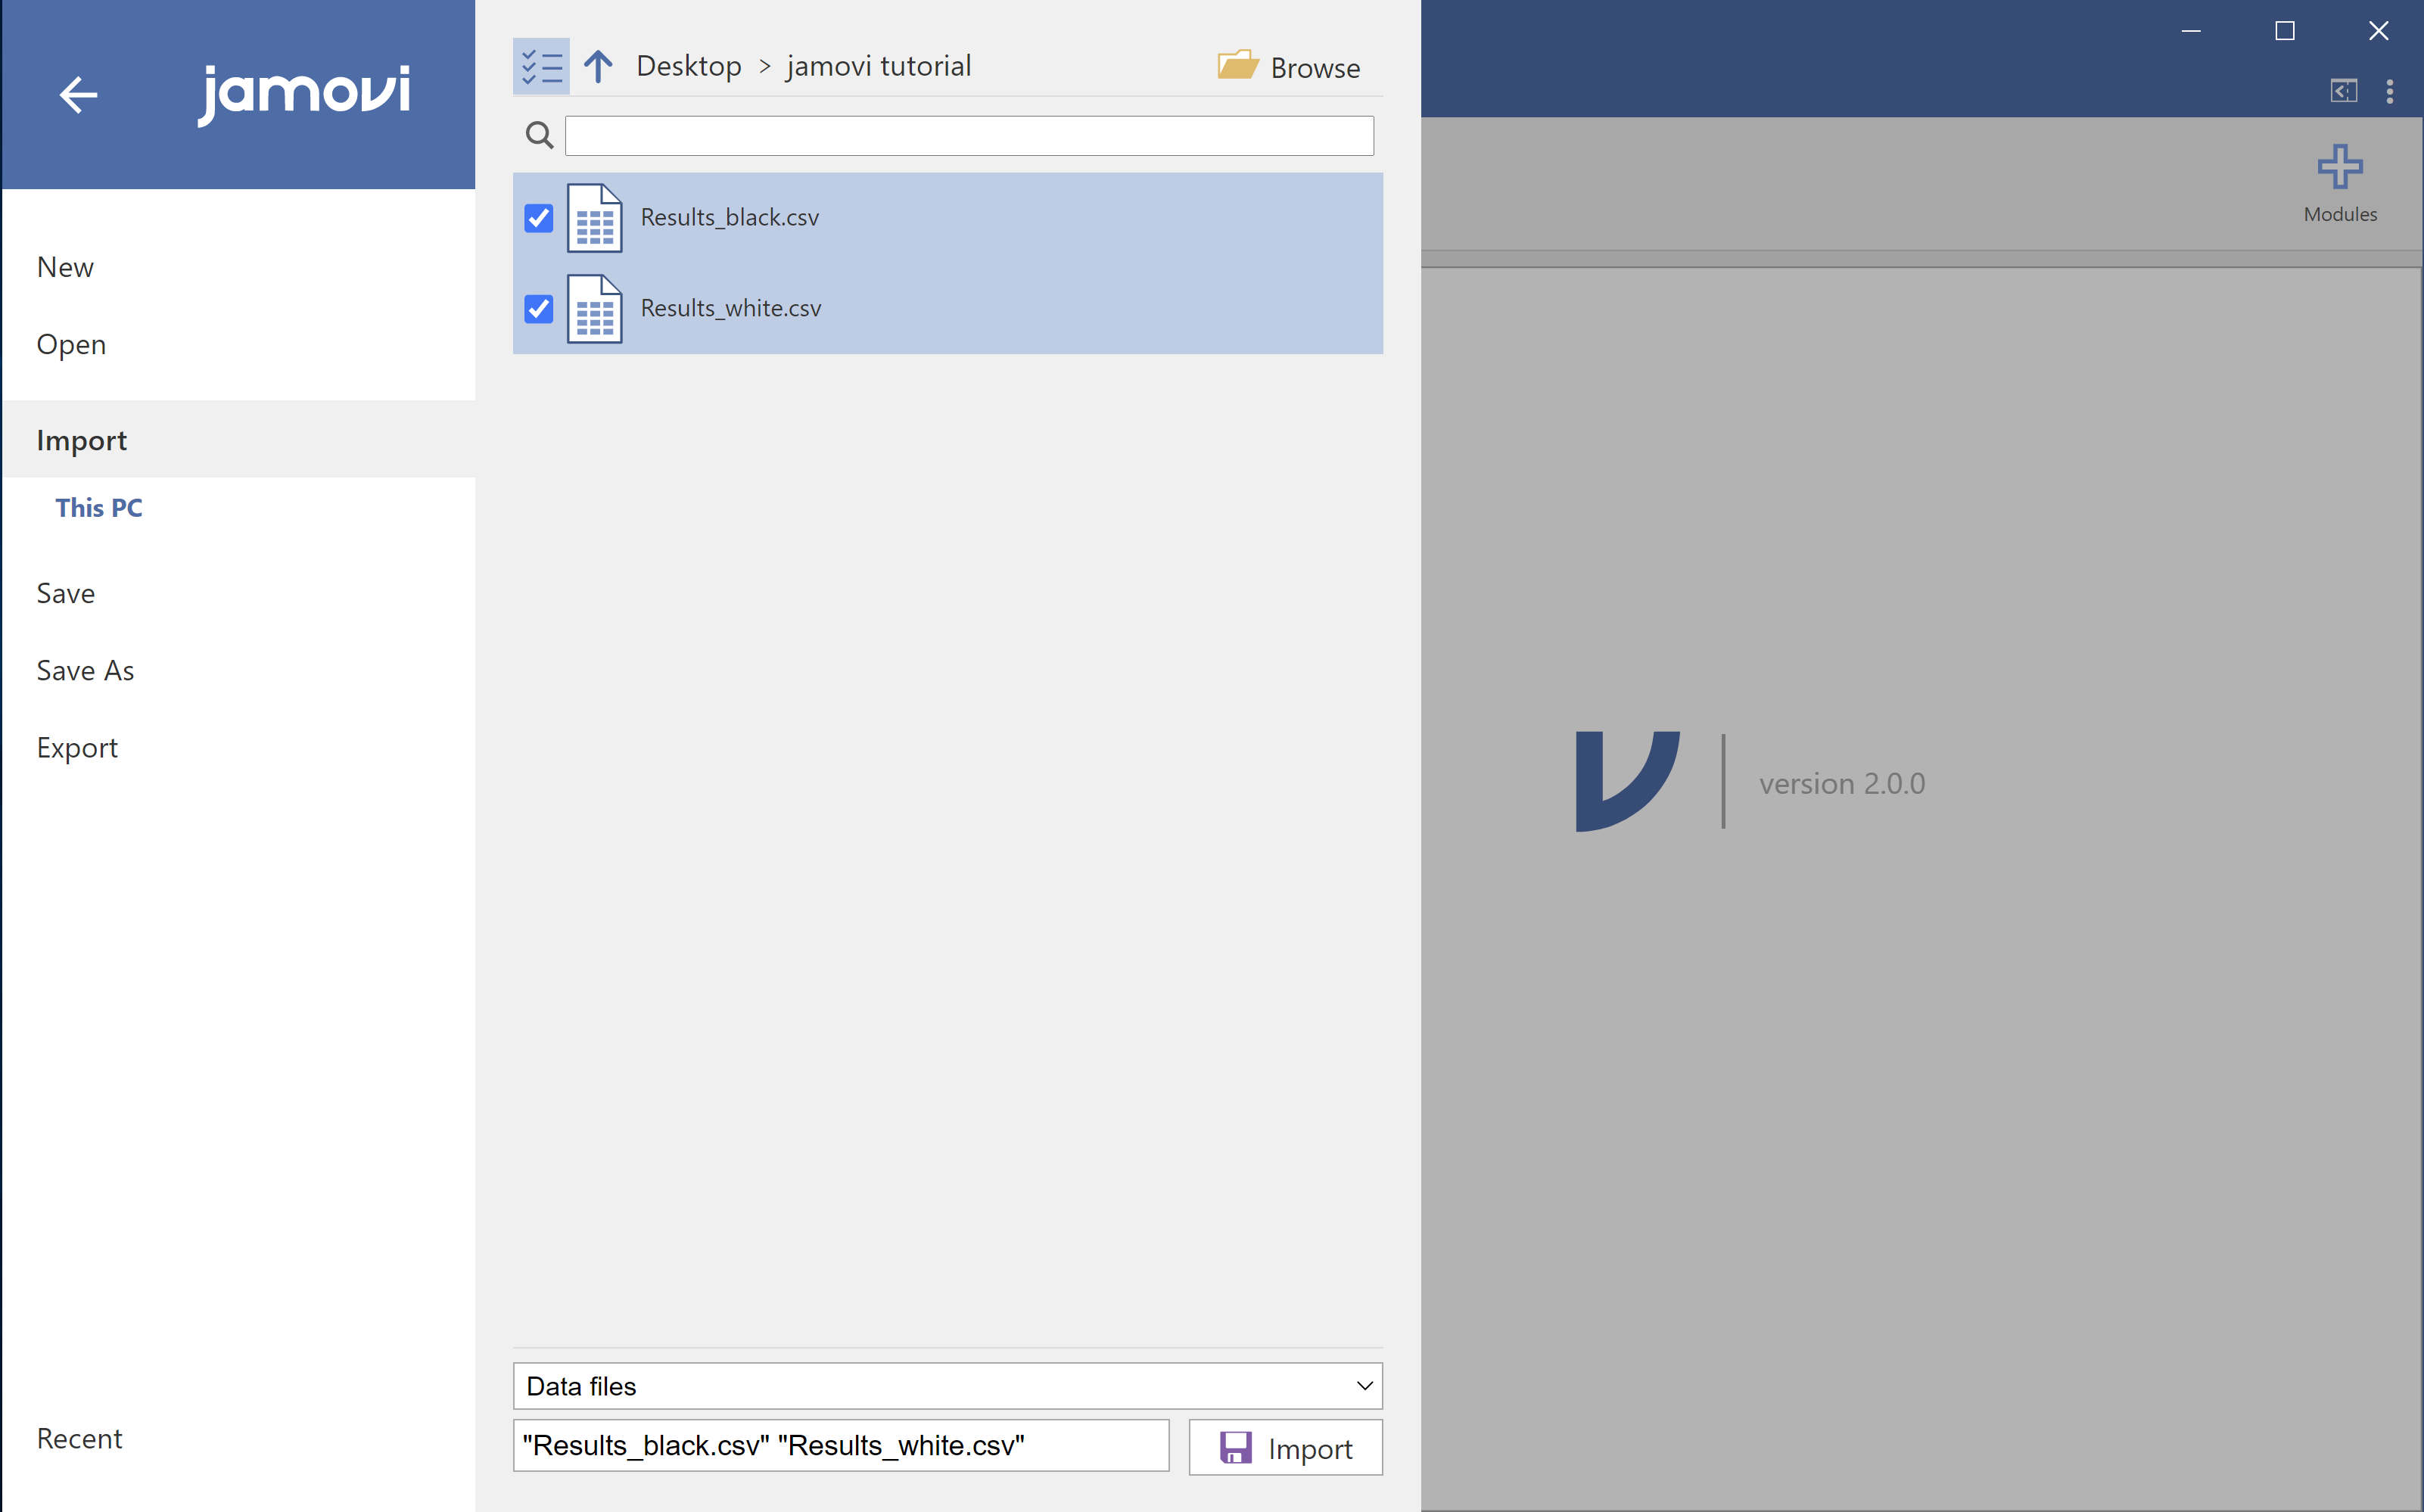 jamovi
New
Open
Import
This PC
Save
Save As
Export
Recent
Desktop > jamovi tutorial
Browse
Results_black.csv
Results_white.csv
Data files
"Results_black.csv" "Results_white.csv"
Import
Modules
version 2.0.0